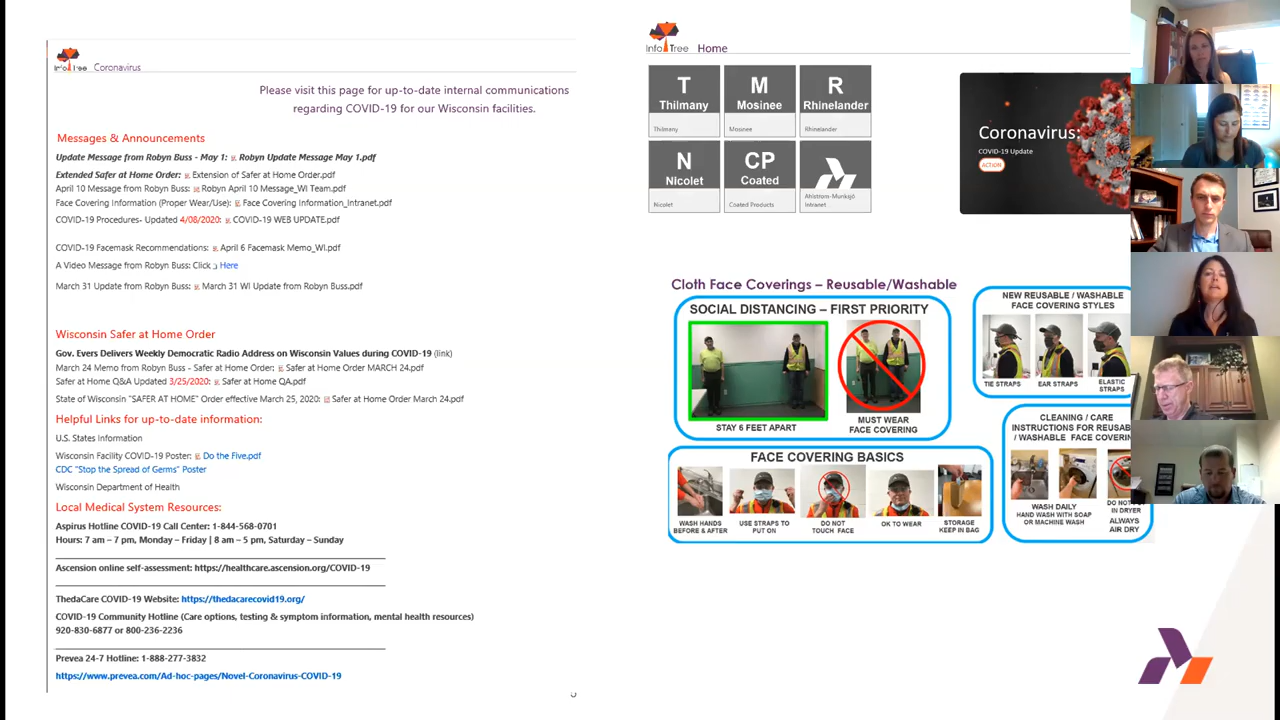 Info Tree Coronavirus
Please visit this page for up-to-date internal communications
regarding COVID-19 for our Wisconsin facilities.
Messages & Announcements
Update Message from Robyn Buss - May 1: Robyn Update Message May 1.pdf
Extended Safer at Home Order: Extension of Safer at Home Order.pdf
April 10 Message from Robyn Buss: Robyn April 10 Message_WI Team.pdf
Face Covering Information (Proper Wear/Use): Face Covering Information_Intranet.pdf
COVID-19 Procedures- Updated 4/08/2020: COVID-19 WEB UPDATE.pdf
COVID-19 Facemask Recommendations: April 6 Facemask Memo_WI.pdf
A Video Message from Robyn Buss: Click Here
March 31 Update from Robyn Buss: March 31 WI Update from Robyn Buss.pdf
Wisconsin Safer at Home Order
Gov. Evers Delivers Weekly Democratic Radio Address on Wisconsin Values during COVID-19 (link)
March 24 Memo from Robyn Buss - Safer at Home Order: Safer at Home Order MARCH 24.pdf
Safer at Home Q&A Updated 3/25/2020: Safer at Home QA.pdf
State of Wisconsin "SAFER AT HOME" Order effective March 25, 2020: Safer at Home Order March 24.pdf
Helpful Links for up-to-date information:
U.S. States Information
Wisconsin Facility COVID-19 Poster: Do the Five.pdf
CDC "Stop the Spread of Germs" Poster
Wisconsin Department of Health
Local Medical System Resources:
Aspirus Hotline COVID-19 Call Center: 1-844-568-0701
Hours: 7 am – 7 pm, Monday – Friday | 8 am – 5 pm, Saturday – Sunday
Ascension online self-assessment: https://healthcare.ascension.org/COVID-19
ThedaCare COVID-19 Website: https://thedacarecovid19.org/
COVID-19 Community Hotline (Care options, testing & symptom information, mental health resources)
920-830-6877 or 800-236-2236
Prevea 24-7 Hotline: 1-888-277-3832
https://www.prevea.com/Ad-hoc-pages/Novel-Coronavirus-COVID-19
Info Tree Home
T
Thilmany
Thilmany
M
Mosinee
Mosinee
R
Rhinelander
Rhinelander
N
Nicolet
Nicolet
CP
Coated
Coated Products
Ahlstrom-Munksjö
Intranet
Coronavirus:
COVID-19 Update
ACTION
Cloth Face Coverings – Reusable/Washable
SOCIAL DISTANCING – FIRST PRIORITY
STAY 6 FEET APART
MUST WEAR
FACE COVERING
NEW REUSABLE / WASHABLE
FACE COVERING STYLES
TIE STRAPS
EAR STRAPS
ELASTIC
STRAPS
FACE COVERING BASICS
WASH HANDS
BEFORE & AFTER
USE STRAPS TO
PUT ON
DO NOT
TOUCH FACE
OK TO WEAR
STORAGE
KEEP IN BAG
CLEANING / CARE
INSTRUCTIONS FOR REUSAB
/ WASHABLE FACE COVERIN
WASH DAILY
HAND WASH WITH SOAP
OR MACHINE WASH
DO NOT
IN DRYER
ALWAYS
AIR DRY